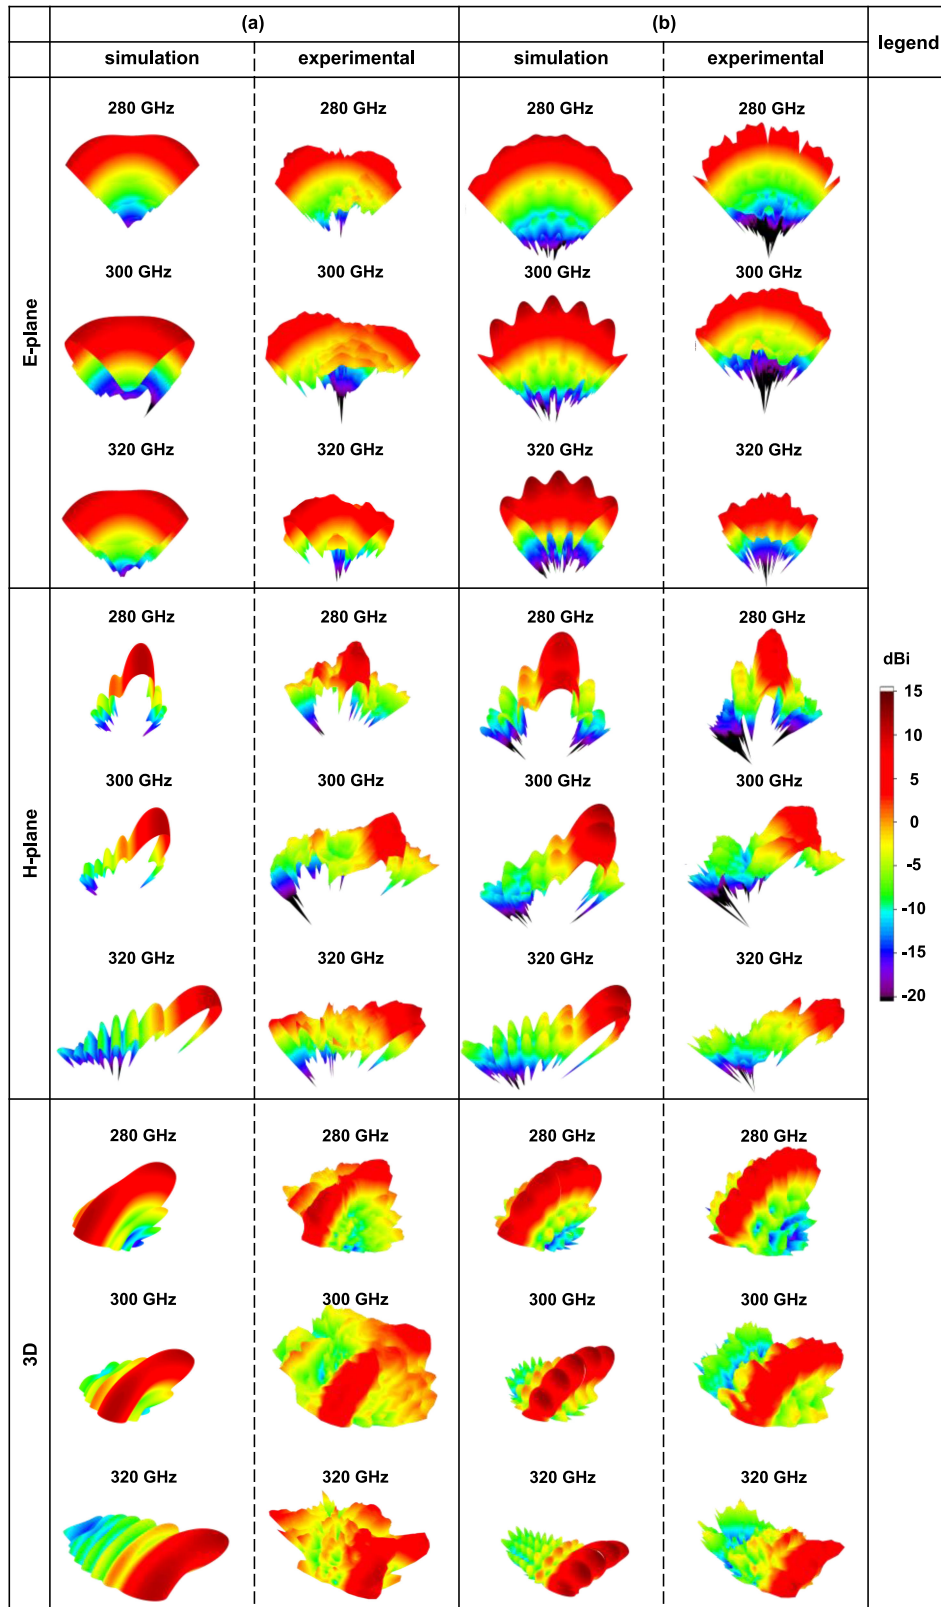 (a) (b) legend
simulation experimental simulation experimental
E-plane
280 GHz 280 GHz 280 GHz 280 GHz
300 GHz 300 GHz 300 GHz 300 GHz
320 GHz 320 GHz 320 GHz 320 GHz
H-plane
280 GHz 280 GHz 280 GHz 280 GHz
300 GHz 300 GHz 300 GHz 300 GHz
320 GHz 320 GHz 320 GHz 320 GHz
3D
280 GHz 280 GHz 280 GHz 280 GHz
300 GHz 300 GHz 300 GHz 300 GHz
320 GHz 320 GHz 320 GHz 320 GHz
dBi
15
10
5
0
-5
-10
-15
-20